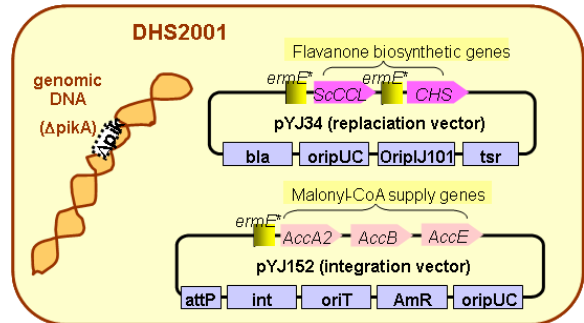 DHS2001
genomic
DNA
(ΔpikA)
Δpik
Flavanone biosynthetic genes
ermE* ScCCL ermE* CHS
pYJ34 (replaciation vector)
bla oripUC OripIJ101 tsr
Malonyl-CoA supply genes
ermE* AccA2 AccB AccE
pYJ152 (integration vector)
attP int oriT AmR oripUC